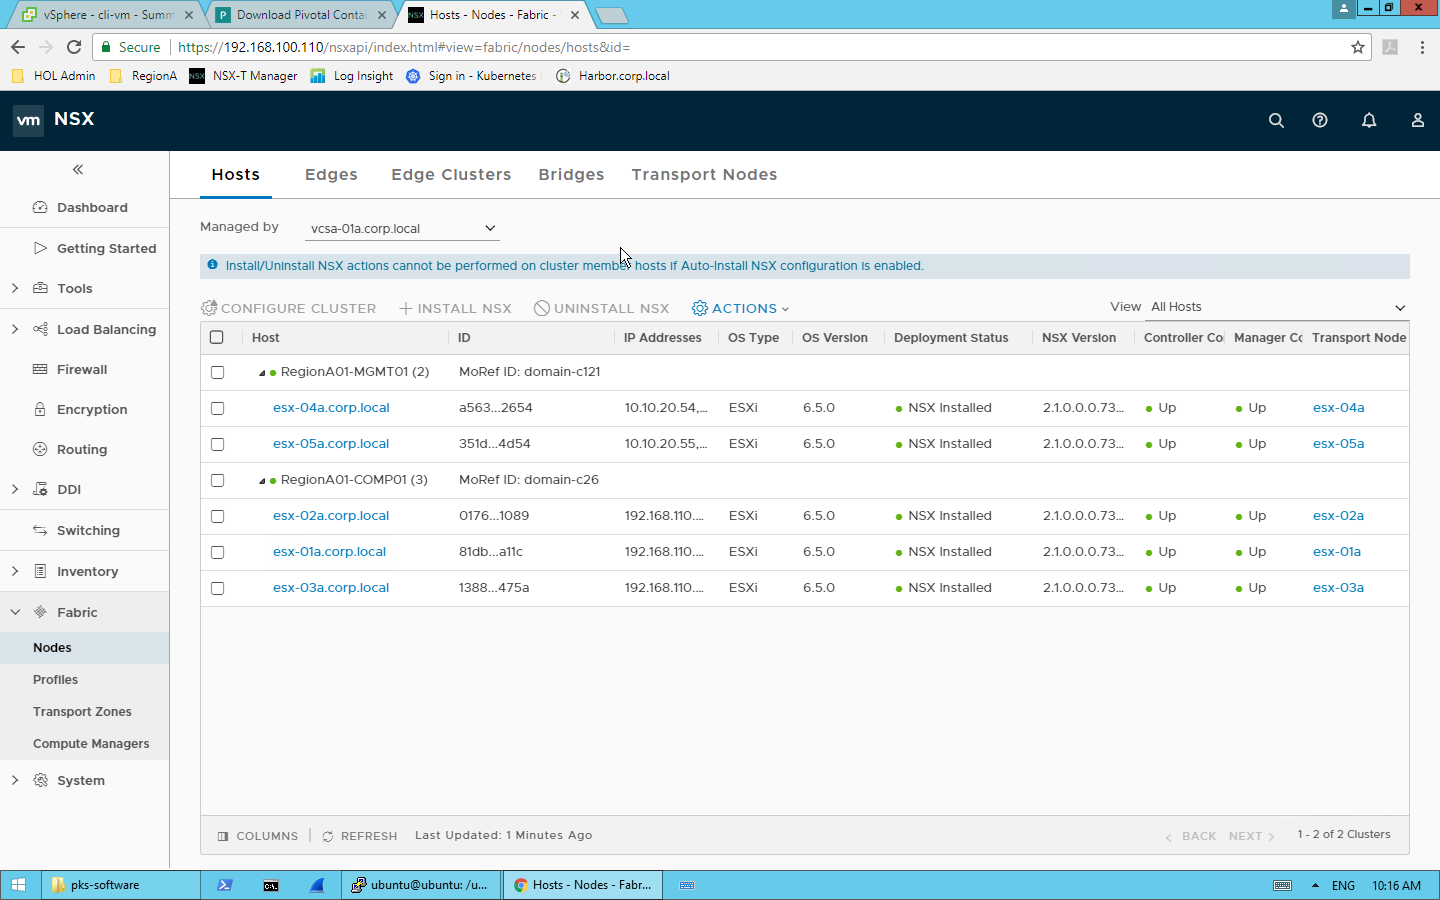 vSphere - cli-vm - Summ
Download Pivotal Contai
Hosts - Nodes - Fabric -
Secure
https://192.168.100.110/nsxapi/index.html#view=fabric/nodes/hosts&id=
HOL Admin
RegionA
NSX-T Manager
Log Insight
Sign in - Kubernetes
Harbor.corp.local
vm NSX
Dashboard
Getting Started
Tools
Load Balancing
Firewall
Encryption
Routing
DDI
Switching
Inventory
Fabric
Nodes
Profiles
Transport Zones
Compute Managers
System
Hosts Edges Edge Clusters Bridges Transport Nodes
Managed by vcsa-01a.corp.local
Install/Uninstall NSX actions cannot be performed on cluster member hosts if Auto-Install NSX configuration is enabled.
CONFIGURE CLUSTER INSTALL NSX UNINSTALL NSX ACTIONS View All Hosts
Host ID IP Addresses OS Type OS Version Deployment Status NSX Version Controller Co Manager Cc Transport Node
RegionA01-MGMT01 (2) MoRef ID: domain-c121
esx-04a.corp.local a563...2654 10.10.20.54,... ESXi 6.5.0 NSX Installed 2.1.0.0.0.73... Up Up esx-04a
esx-05a.corp.local 351d...4d54 10.10.20.55,... ESXi 6.5.0 NSX Installed 2.1.0.0.0.73... Up Up esx-05a
RegionA01-COMP01 (3) MoRef ID: domain-c26
esx-02a.corp.local 0176...1089 192.168.110.... ESXi 6.5.0 NSX Installed 2.1.0.0.0.73... Up Up esx-02a
esx-01a.corp.local 81db...a11c 192.168.110.... ESXi 6.5.0 NSX Installed 2.1.0.0.0.73... Up Up esx-01a
esx-03a.corp.local 1388...475a 192.168.110.... ESXi 6.5.0 NSX Installed 2.1.0.0.0.73... Up Up esx-03a
COLUMNS REFRESH Last Updated: 1 Minutes Ago BACK NEXT 1 - 2 of 2 Clusters
pks-software
ubuntu@ubuntu: /u...
Hosts - Nodes - Fabr...
ENG
10:16 AM